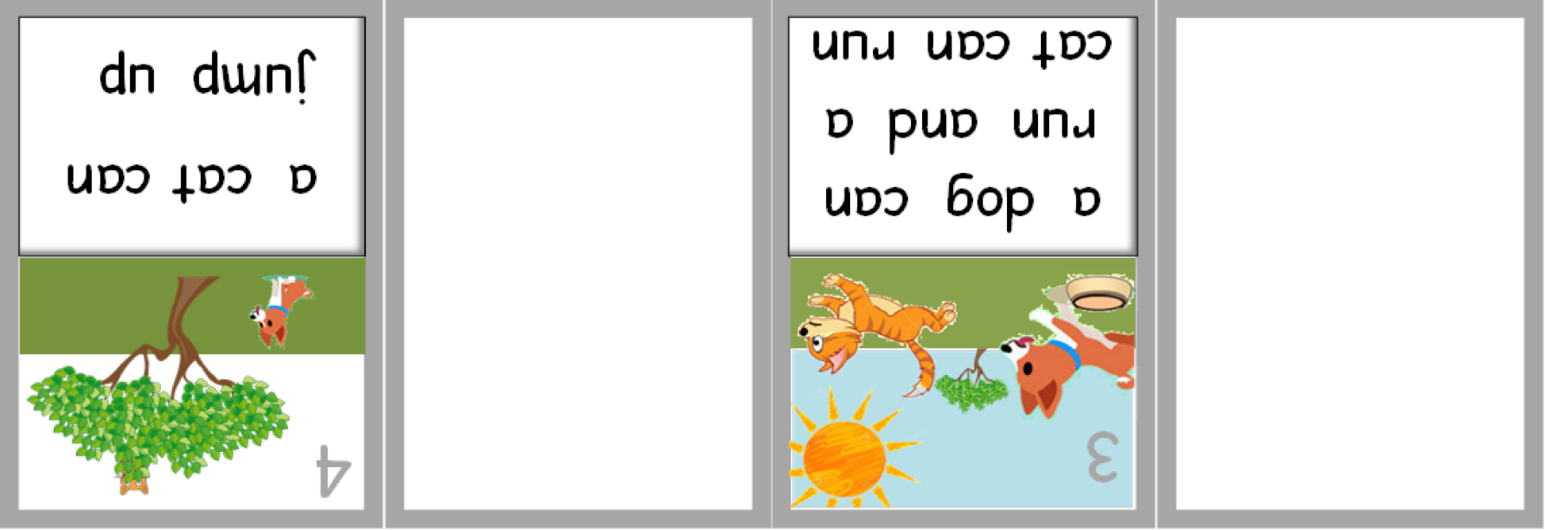 3
a dog can
run and a
cat can run
4
a cat can
jump up